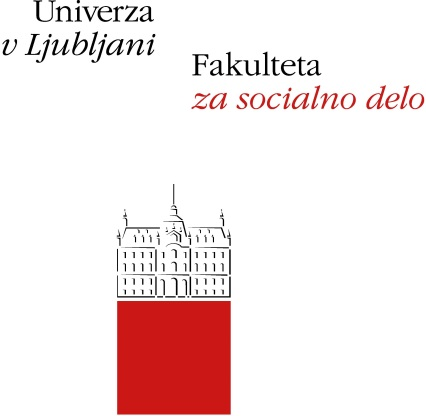 Univerza
v Ljubljani
Fakulteta
za socialno delo